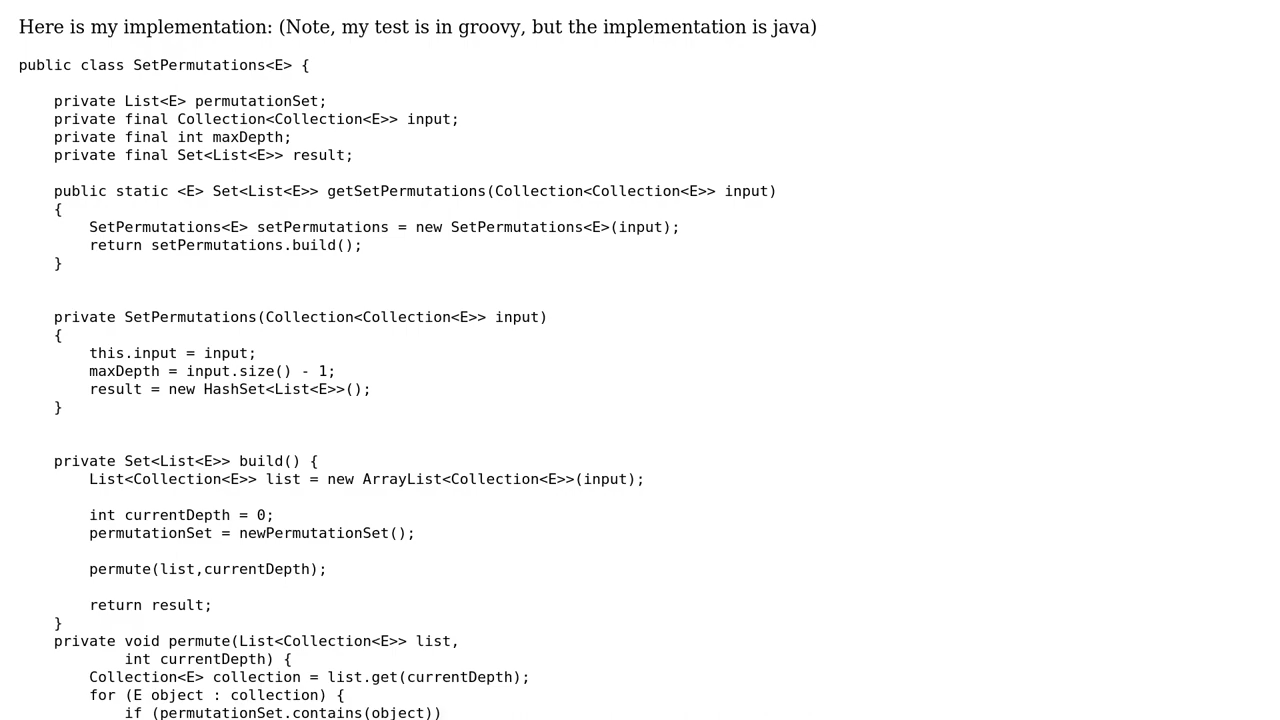 Here is my implementation: (Note, my test is in groovy, but the implementation is java)
public class SetPermutations<E> {
    private List<E> permutationSet;
    private final Collection<Collection<E>> input;
    private final int maxDepth;
    private final Set<List<E>> result;
    public static <E> Set<List<E>> getSetPermutations(Collection<Collection<E>> input)
    {
        SetPermutations<E> setPermutations = new SetPermutations<E>(input);
        return setPermutations.build();
    }
    private SetPermutations(Collection<Collection<E>> input)
    {
        this.input = input;
        maxDepth = input.size() - 1;
        result = new HashSet<List<E>>();
    }
    private Set<List<E>> build() {
        List<Collection<E>> list = new ArrayList<Collection<E>>(input);
        int currentDepth = 0;
        permutationSet = newPermutationSet();
        permute(list,currentDepth);
        return result;
    }
    private void permute(List<Collection<E>> list,
            int currentDepth) {
        Collection<E> collection = list.get(currentDepth);
        for (E object : collection) {
            if (permutationSet.contains(object))